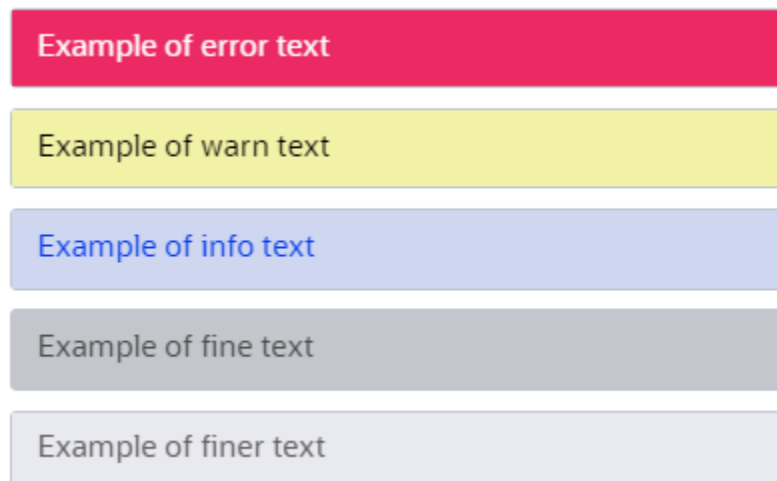 Example of error text
Example of warn text
Example of info text
Example of fine text
Example of finer text